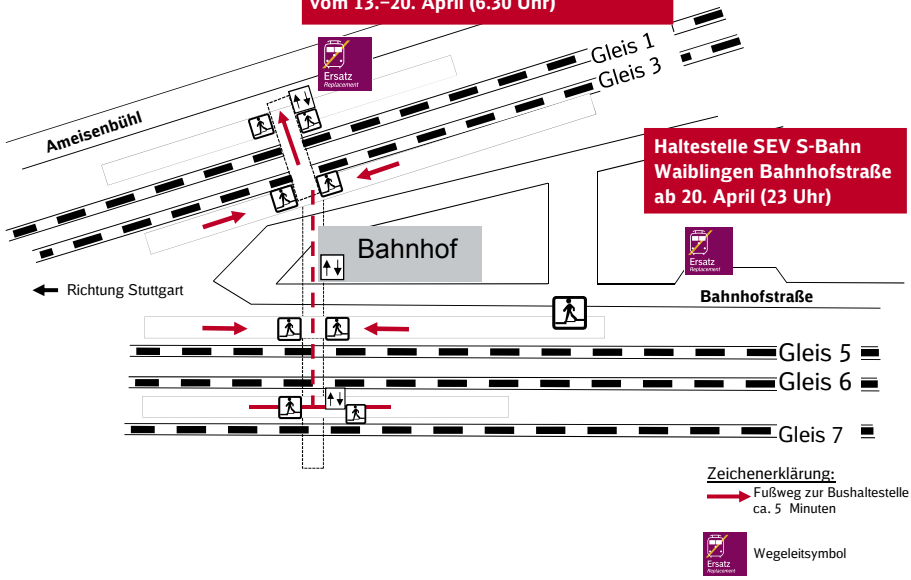 vom 13.–20. April (6.30 Uhr)
Ersatz
Replacement
Gleis 1
Gleis 3
Ameisenbühl
Haltestelle SEV S-Bahn
Waiblingen Bahnhofstraße
ab 20. April (23 Uhr)
Bahnhof
Ersatz
Replacement
Richtung Stuttgart
Bahnhofstraße
Gleis 5
Gleis 6
Gleis 7
Zeichenerklärung:
Fußweg zur Bushaltestelle
ca. 5 Minuten
Ersatz
Replacement
Wegeleitsymbol